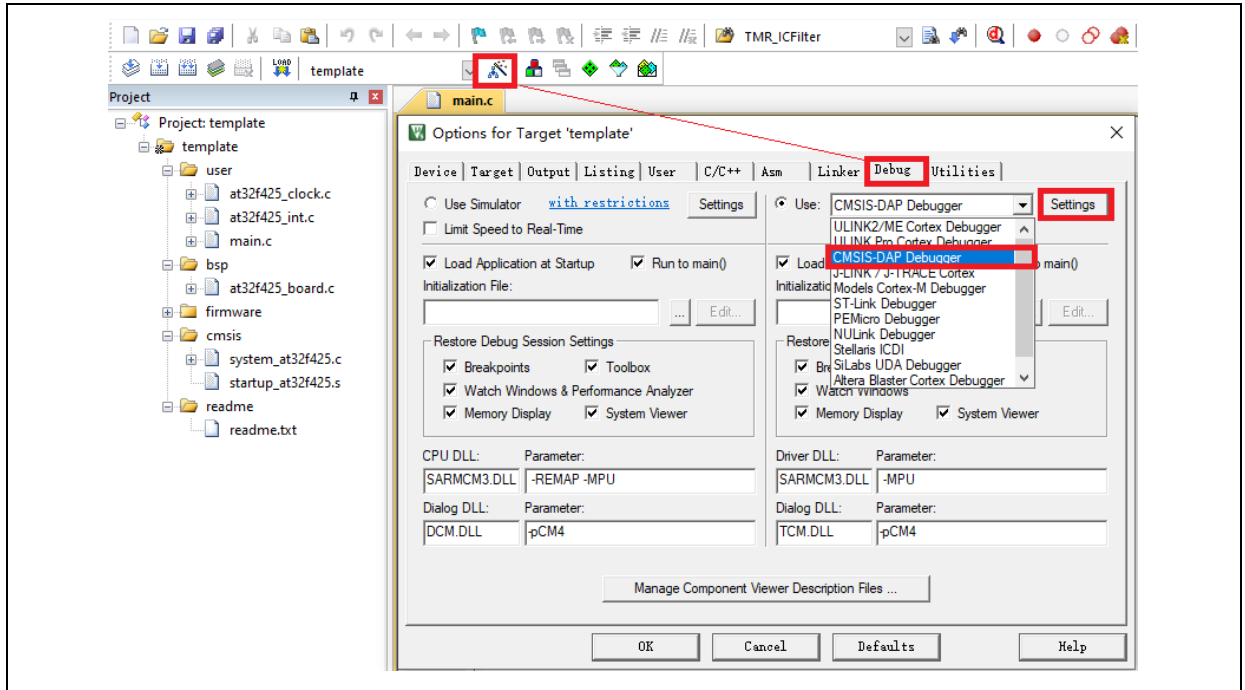 TMR_ICFilter
LOAD
template
Project
main.c
Project: template
template
user
at32f425_clock.c
at32f425_int.c
main.c
bsp
at32f425_board.c
firmware
cmsis
system_at32f425.c
startup_at32f425.s
readme
readme.txt
Options for Target 'template'
Device Target Output Listing User C/C++ Asm Linker Debug Utilities
Use Simulator with restrictions Settings
Limit Speed to Real-Time
Use: CMSIS-DAP Debugger Settings
ULINK2/ME Cortex Debugger
ULINK Pro Cortex Debugger
CMSIS-DAP Debugger
J-LINK / J-TRACE Cortex
Models Cortex-M Debugger
ST-Link Debugger
PEMicro Debugger
NULink Debugger
Stellaris ICDI
SiLabs UDA Debugger
Altera Blaster Cortex Debugger
Load Application at Startup Run to main()
Initialization File:
... Edit...
Restore Debug Session Settings
Breakpoints Toolbox
Watch Windows & Performance Analyzer
Memory Display System Viewer
Load main()
Edit...
Restore
Watch Windows
Memory Display System Viewer
CPU DLL: Parameter:
SARMCM3.DLL -REMAP -MPU
Dialog DLL: Parameter:
DCM.DLL -pCM4
Driver DLL: Parameter:
SARMCM3.DLL -MPU
Dialog DLL: Parameter:
TCM.DLL -pCM4
Manage Component Viewer Description Files ...
OK Cancel Defaults Help